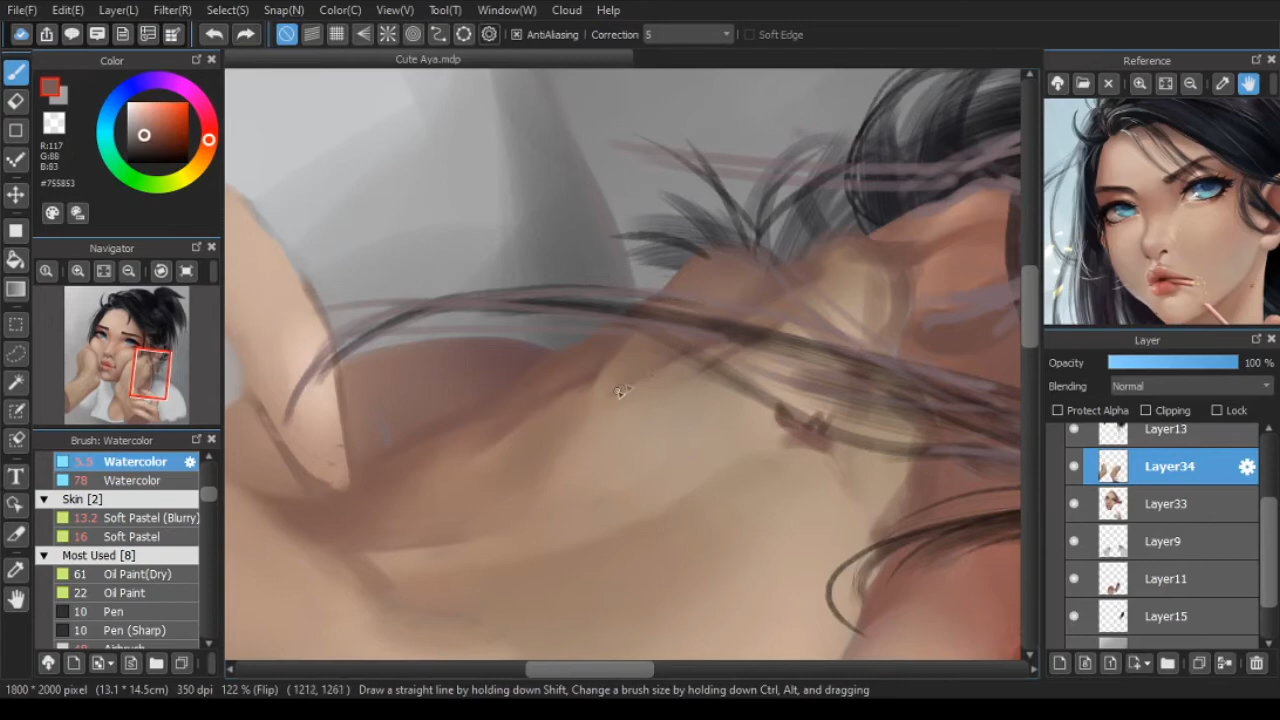 File(F) Edit(E) Layer(L) Filter(R) Select(S) Snap(N) Color(C) View(V) Tool(T) Window(W) Cloud Help
AntiAliasing Correction 5 Soft Edge
Color
R:117
G:88
B:83
#755853
Navigator
Brush: Watercolor
Watercolor
78 Watercolor
Skin [2]
13.2 Soft Pastel (Blurry)
16 Soft Pastel
Most Used [8]
61 Oil Paint(Dry)
22 Oil Paint
10 Pen
10 Pen (Sharp)
Cute Aya.mdp
Reference
Layer
Opacity 100 %
Blending Normal
Protect Alpha Clipping Lock
Layer13
Layer34
Layer33
Layer9
Layer11
Layer15
1800 * 2000 pixel (13.1 * 14.5cm) 350 dpi 122 % (Flip) ( 1212, 1261 ) Draw a straight line by holding down Shift, Change a brush size by holding down Ctrl, Alt, and dragging